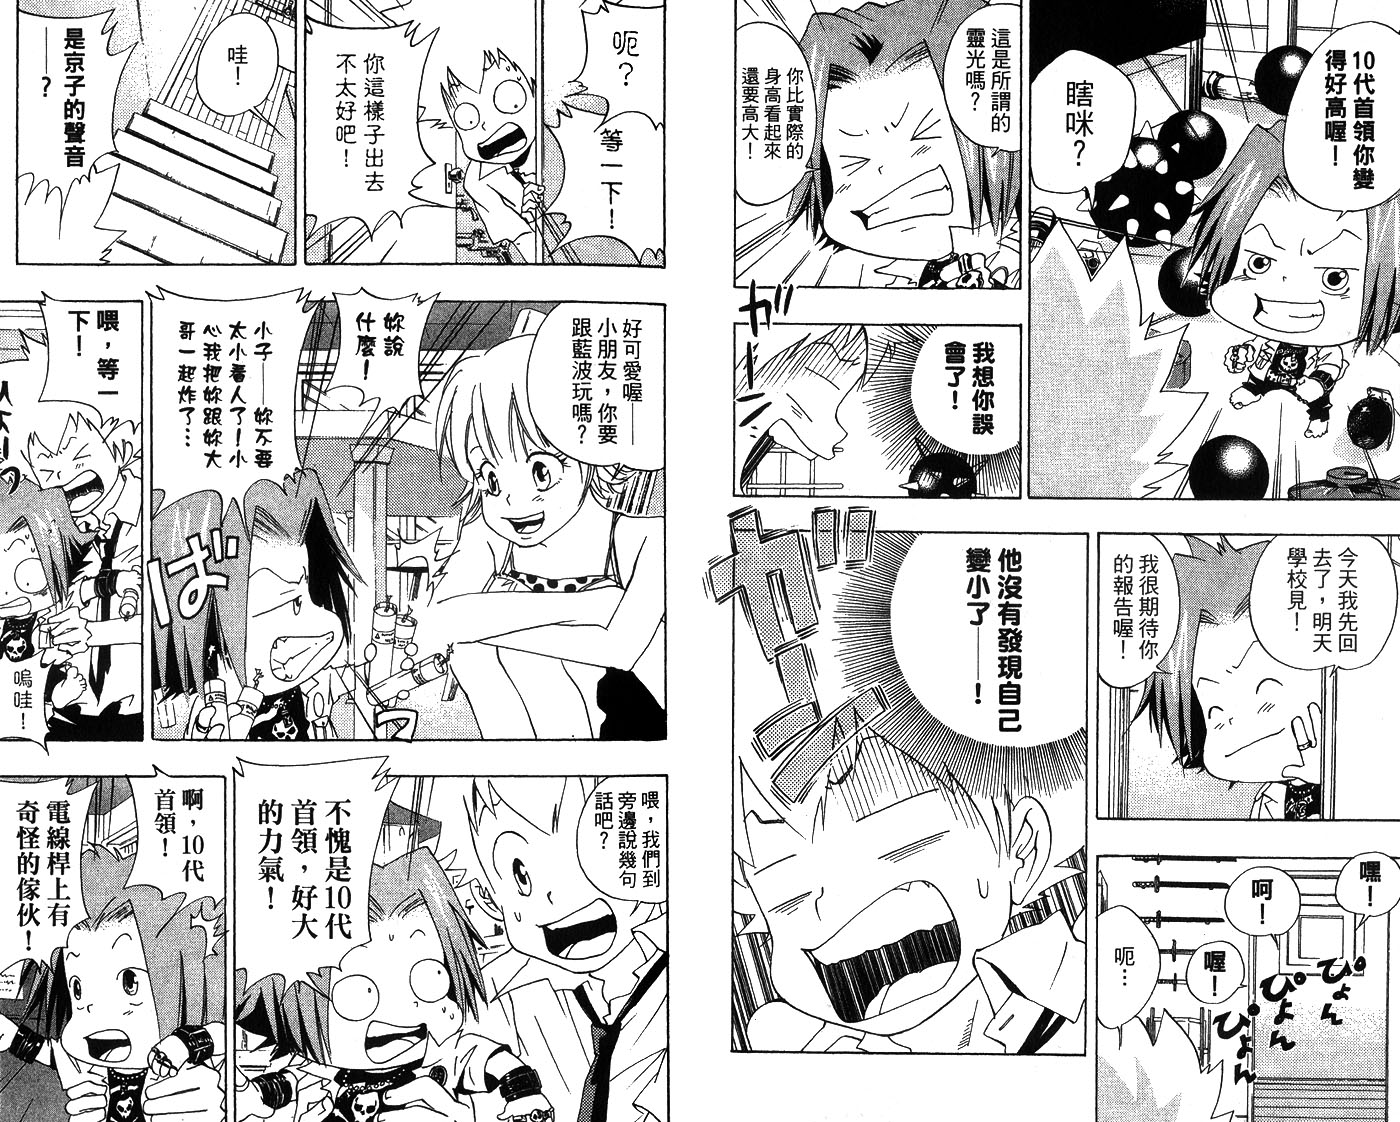 10代首領你變
得好高喔！
瞎咪？
這是所謂的
靈光嗎？
你比實際的
身高看起來
還要高大！
ガ
我想你誤
會了！
今天我先回
去了，明天
學校見！
我很期待你
的報告喔！
他沒有發現自己
變小了——！
ガーン
嘿！
呵！
喔！
呃…
ぴょん
ぴょん
ぴょん
呃？
等一下！
你這樣子出去
不太好吧！
哇！
是京子的聲音
——？
好可愛喔——
小朋友，你要
跟藍波玩嗎？
妳說
什麼！
小子——妳不要
太小看人了！小
心我把妳跟妳大
哥一起炸了…
ば
喂，等一
下！
嗚哇！
喂，我們到
旁邊說幾句
話吧？
不愧是10代
首領，好大
的力氣！
啊，10代
首領！
電線桿上有
奇怪的傢伙！